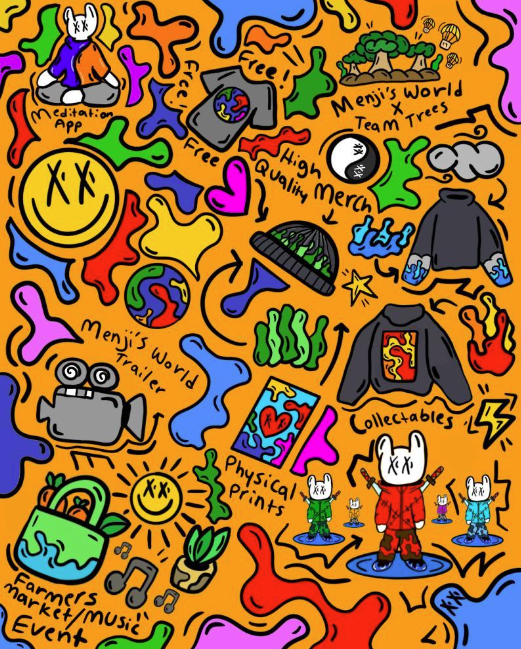 Meditation
App
Free
Free!
Free
Menji's World
X
Team Trees
High
Quality Merch
Menji's World
Trailer
Collectables
Physical
Prints
Farmers
market/music
Event